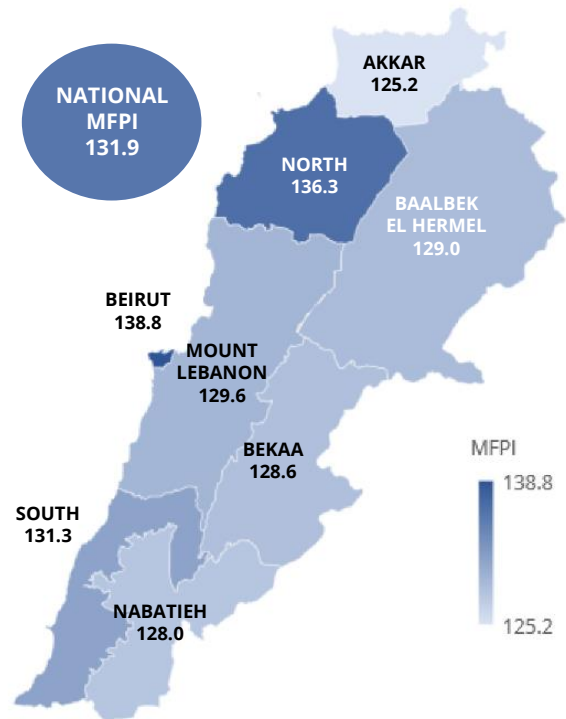 AKKAR
125.2
NATIONAL
MFPI
131.9
NORTH
136.3
BAALBEK
EL HERMEL
129.0
BEIRUT
138.8
MOUNT
LEBANON
129.6
BEKAA
128.6
MFPI
138.8
125.2
SOUTH
131.3
NABATIEH
128.0